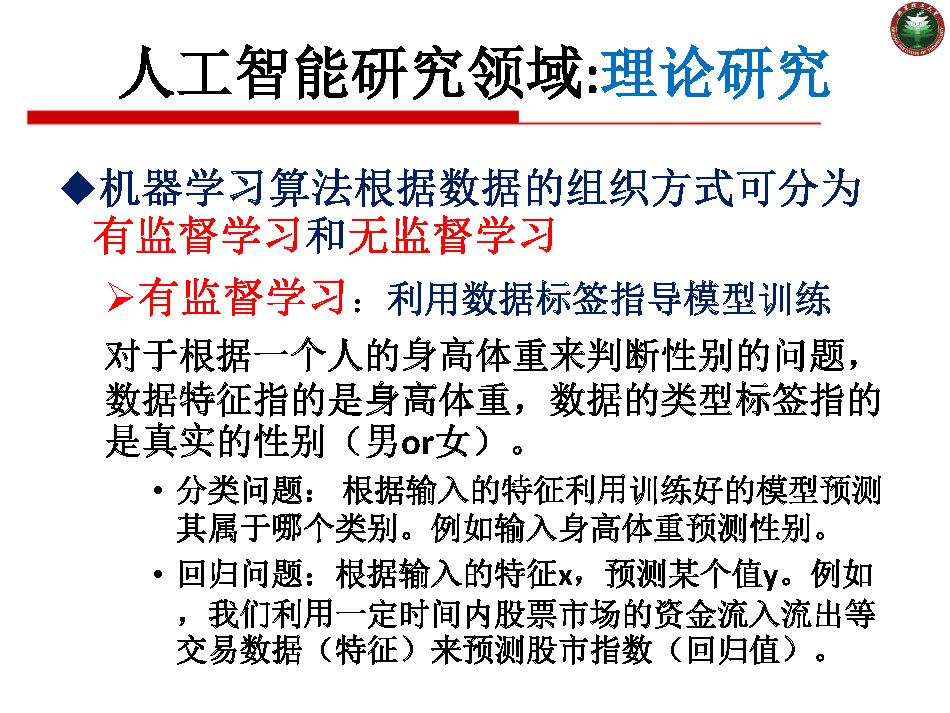 人工智能研究领域:理论研究
◆机器学习算法根据数据的组织方式可分为
有监督学习和无监督学习
➢有监督学习：利用数据标签指导模型训练
对于根据一个人的身高体重来判断性别的问题，
数据特征指的是身高体重，数据的类型标签指的
是真实的性别（男or女）。
• 分类问题： 根据输入的特征利用训练好的模型预测
其属于哪个类别。例如输入身高体重预测性别。
• 回归问题：根据输入的特征x，预测某个值y。例如
，我们利用一定时间内股票市场的资金流入流出等
交易数据（特征）来预测股市指数（回归值）。